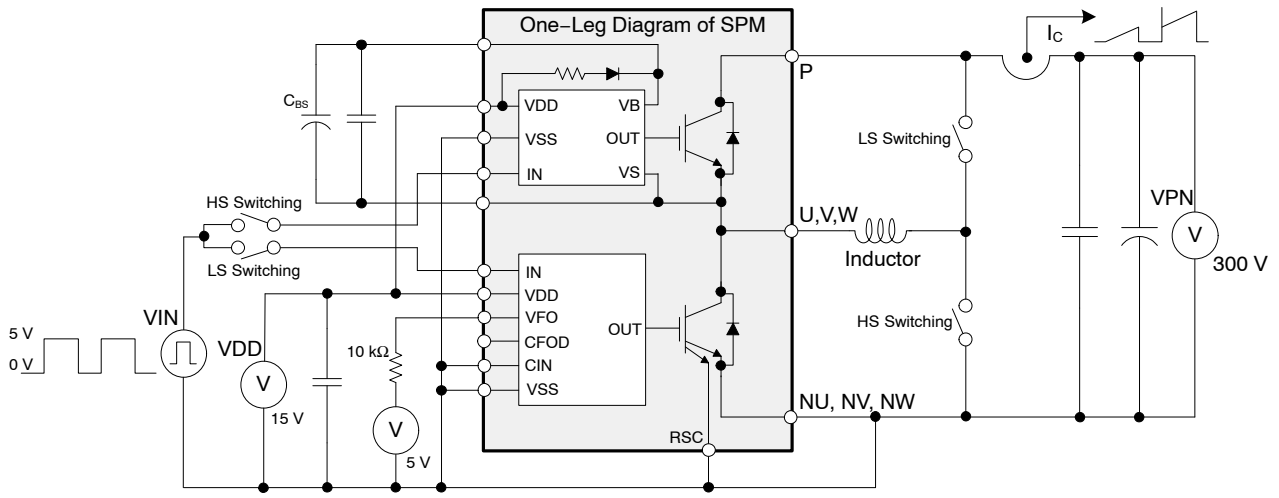 One−Leg Diagram of SPM
I_C
P
C_BS
VDD
VB
VSS
OUT
IN
VS
LS Switching
HS Switching
LS Switching
U,V,W
Inductor
VPN
V
300 V
IN
VDD
VFO
CFOD
CIN
VSS
OUT
HS Switching
VIN
5 V
0 V
VDD
V
15 V
10 kΩ
V
5 V
RSC
NU, NV, NW